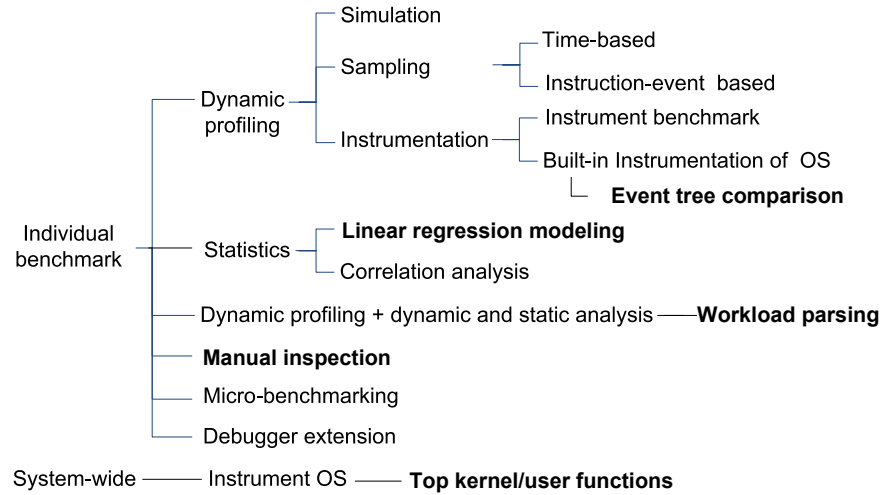 Simulation
Time-based
Sampling
Instruction-event based
Dynamic
profiling
Instrument benchmark
Instrumentation
Built-in Instrumentation of OS
Event tree comparison
Individual
benchmark
Linear regression modeling
Statistics
Correlation analysis
Dynamic profiling + dynamic and static analysis
Workload parsing
Manual inspection
Micro-benchmarking
Debugger extension
System-wide
Instrument OS
Top kernel/user functions